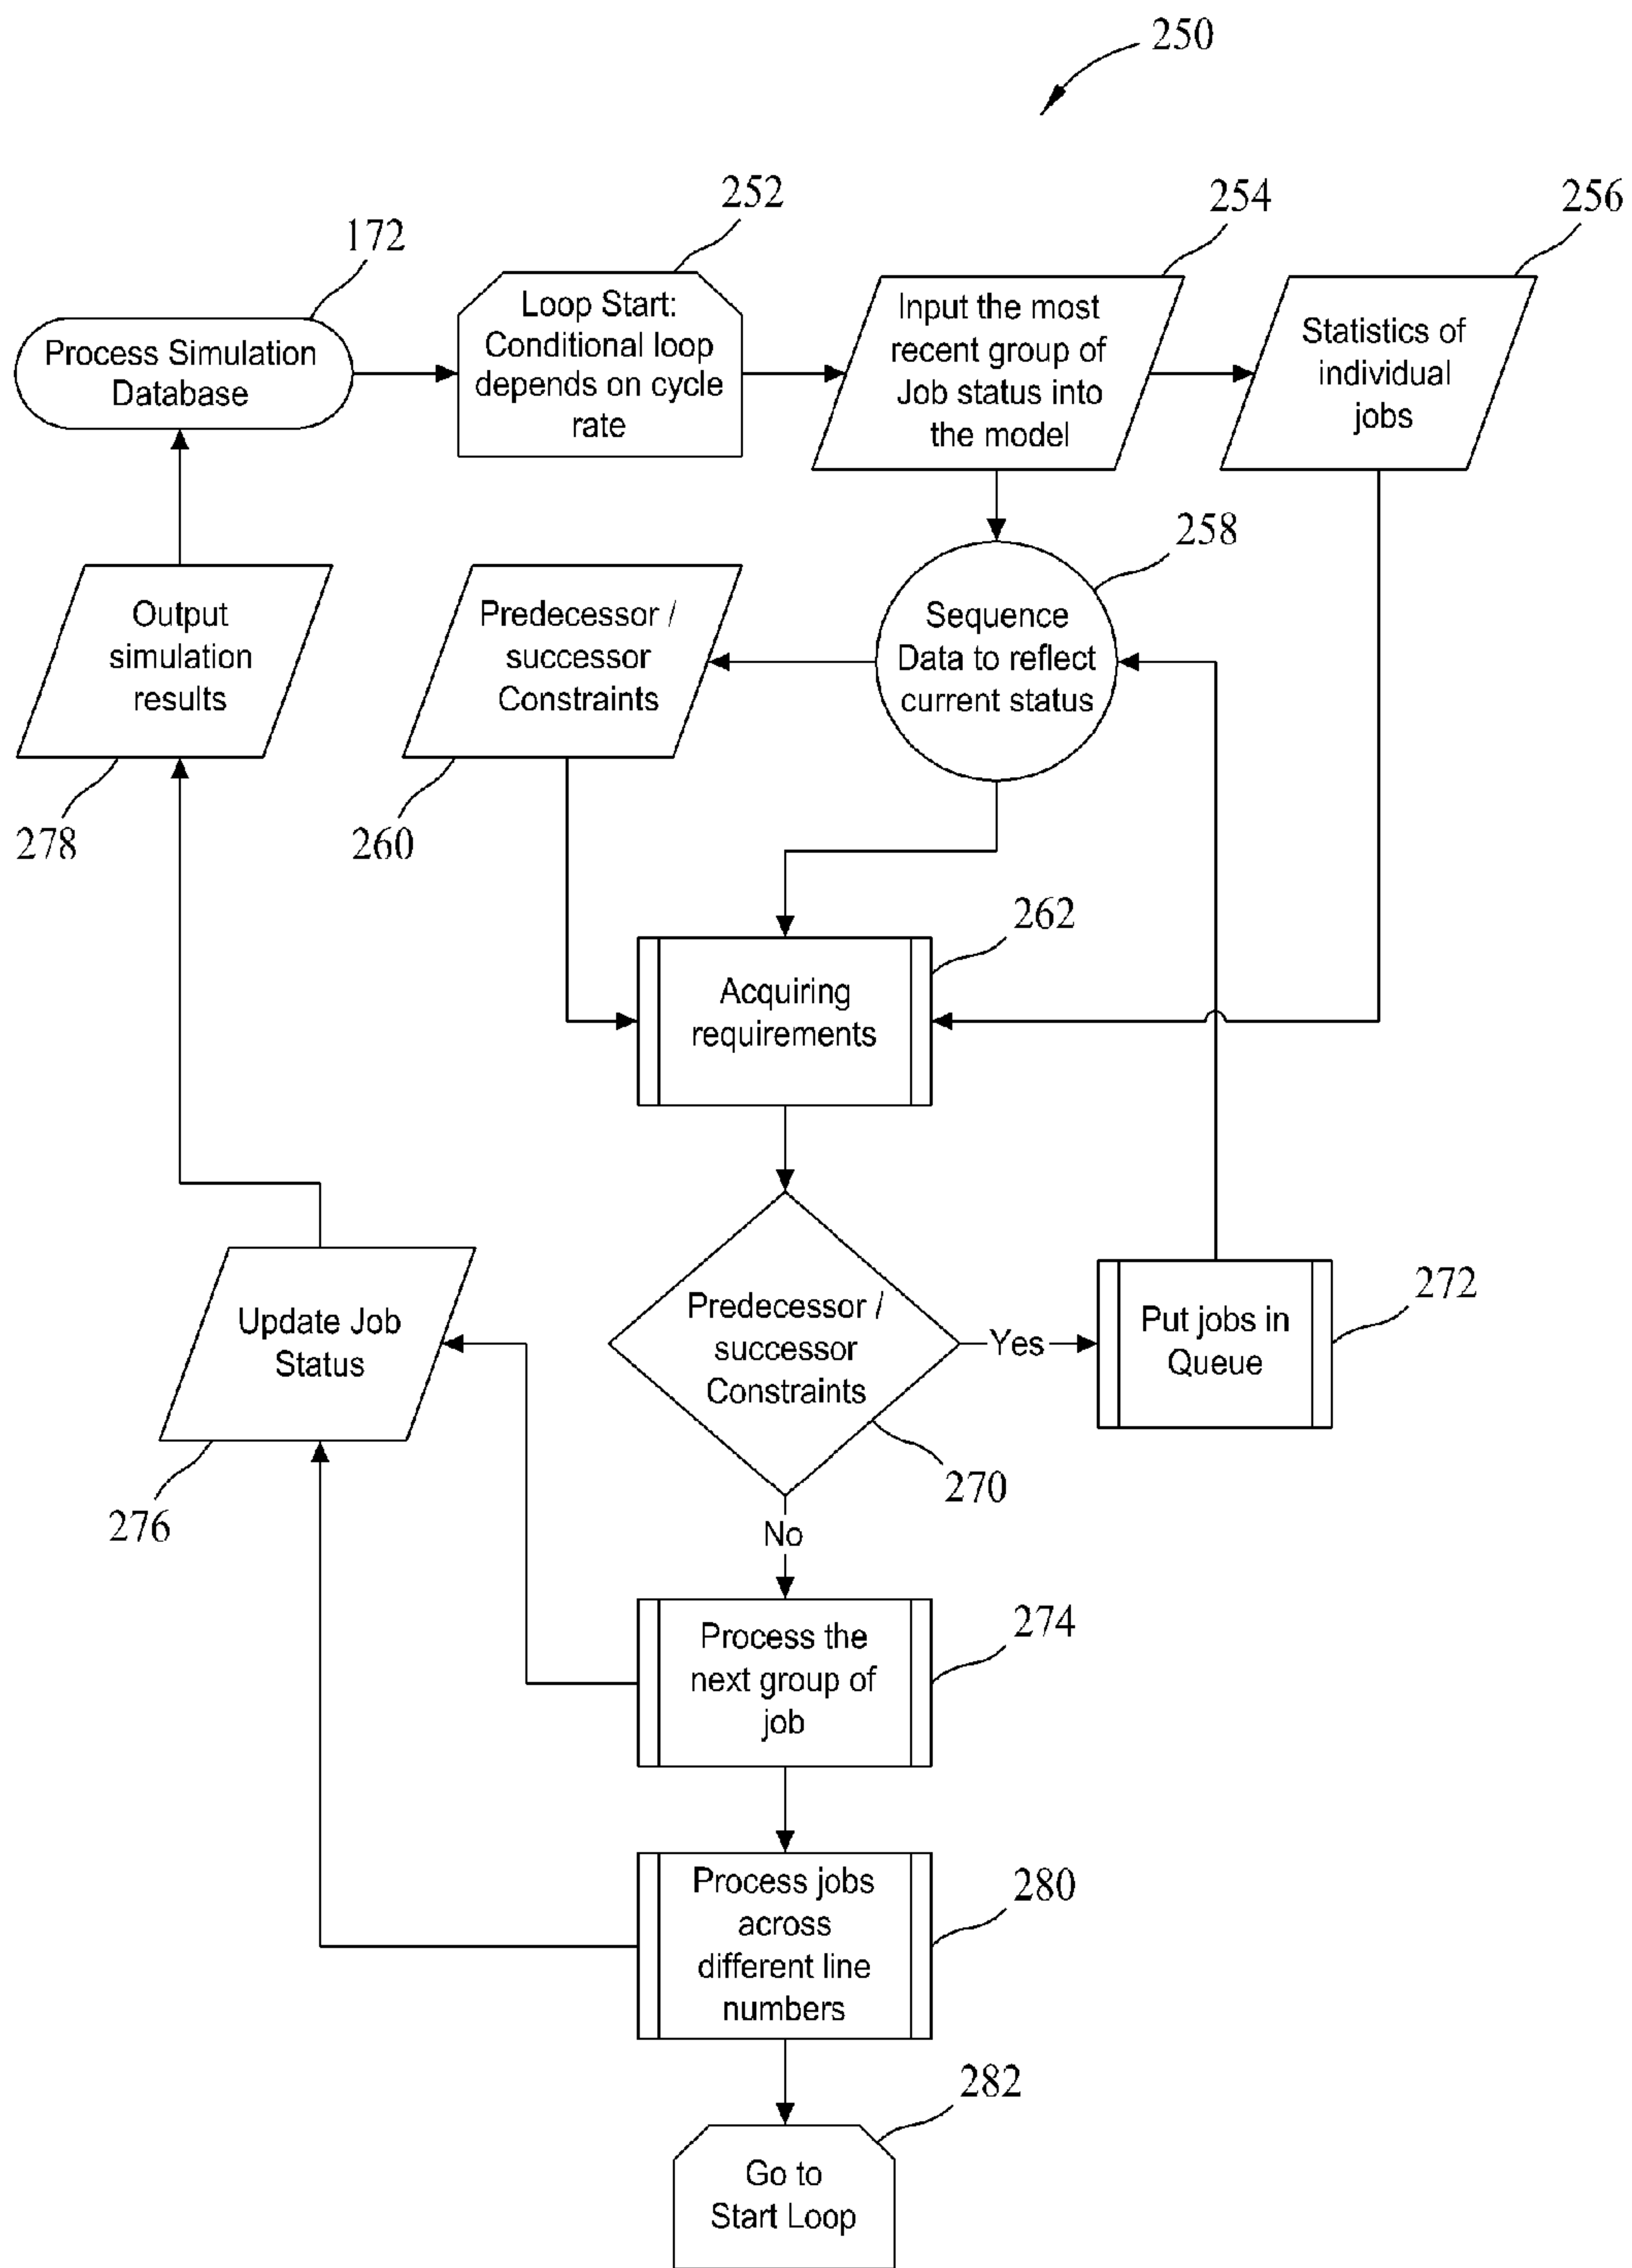 250
252
254
256
172
Process Simulation
Database
Loop Start:
Conditional loop
depends on cycle
rate
Input the most
recent group of
Job status into
the model
Statistics of
individual
jobs
258
Output
simulation
results
Predecessor /
successor
Constraints
Sequence
Data to reflect
current status
278
260
262
Acquiring
requirements
Update Job
Status
Predecessor /
successor
Constraints
Yes
Put jobs in
Queue
272
276
270
No
274
Process the
next group of
job
280
Process jobs
across
different line
numbers
282
Go to
Start Loop